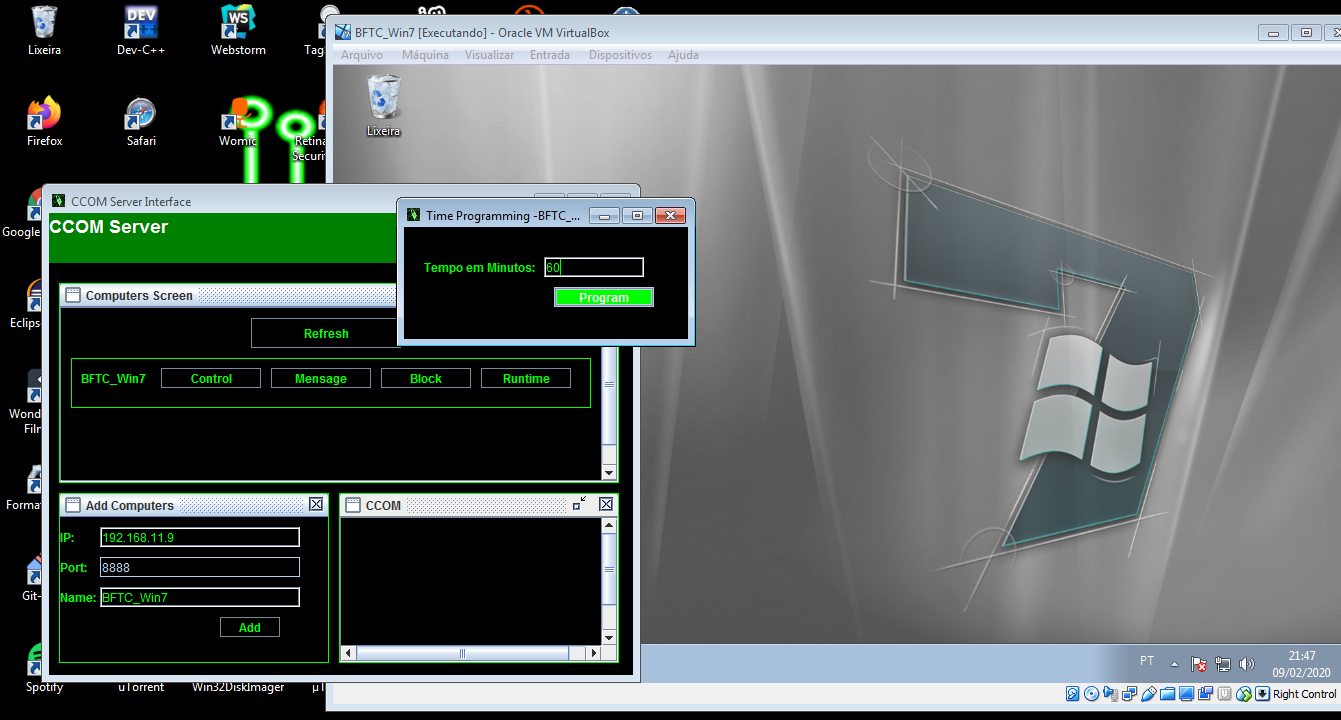 Lixeira
Dev-C++
Webstorm
Tag
Firefox
Safari
Womic
Retina
Securi
Google
Eclips
Wond
Film
Forma
Git-
Spotify
uTorrent
Win32DiskImager
µT
BFTC_Win7 [Executando] - Oracle VM VirtualBox
Arquivo Máquina Visualizar Entrada Dispositivos Ajuda
Lixeira
CCOM Server Interface
CCOM Server
Time Programming -BFTC_...
Tempo em Minutos: 60
Program
Computers Screen
Refresh
BFTC_Win7 Control Message Block Runtime
Add Computers
IP: 192.168.11.9
Port: 8888
Name: BFTC_Win7
Add
CCOM
PT
21:47
09/02/2020
Right Control